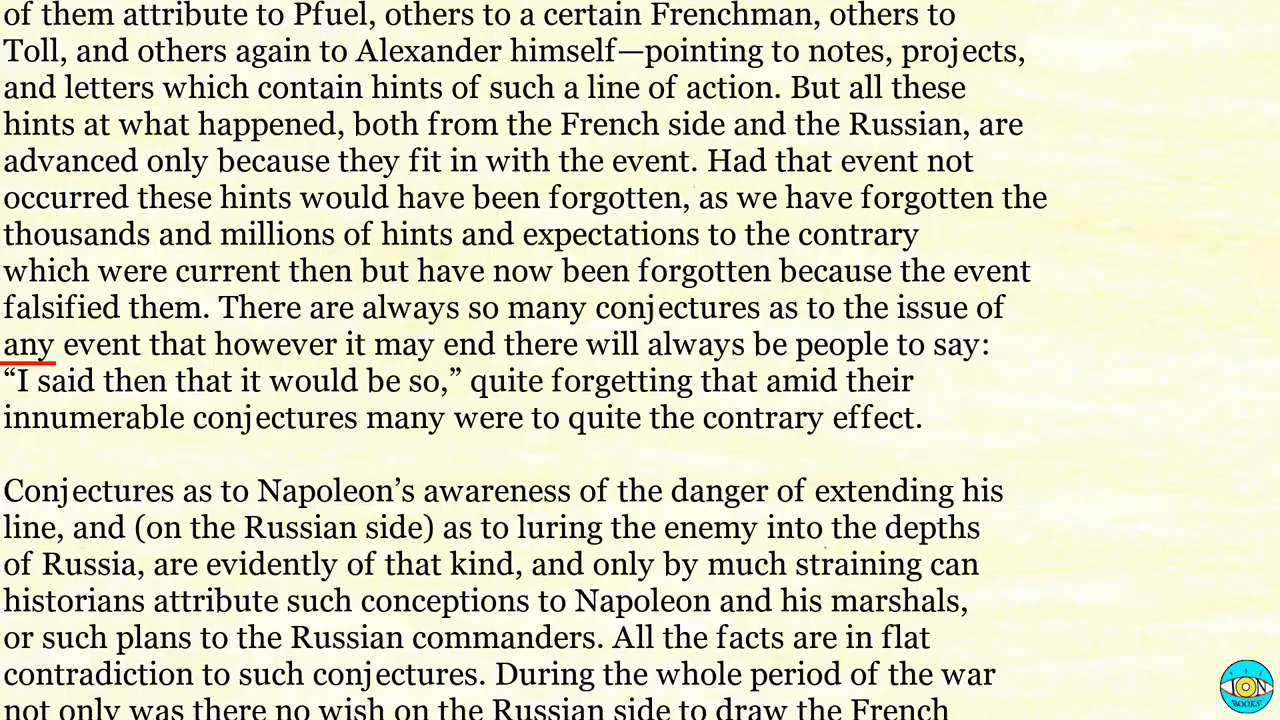 of them attribute to Pfuel, others to a certain Frenchman, others to
Toll, and others again to Alexander himself—pointing to notes, projects,
and letters which contain hints of such a line of action. But all these
hints at what happened, both from the French side and the Russian, are
advanced only because they fit in with the event. Had that event not
occurred these hints would have been forgotten, as we have forgotten the
thousands and millions of hints and expectations to the contrary
which were current then but have now been forgotten because the event
falsified them. There are always so many conjectures as to the issue of
any event that however it may end there will always be people to say:
“I said then that it would be so,” quite forgetting that amid their
innumerable conjectures many were to quite the contrary effect.
Conjectures as to Napoleon’s awareness of the danger of extending his
line, and (on the Russian side) as to luring the enemy into the depths
of Russia, are evidently of that kind, and only by much straining can
historians attribute such conceptions to Napoleon and his marshals,
or such plans to the Russian commanders. All the facts are in flat
contradiction to such conjectures. During the whole period of the war
not only was there no wish on the Russian side to draw the French
ION
BOOKS